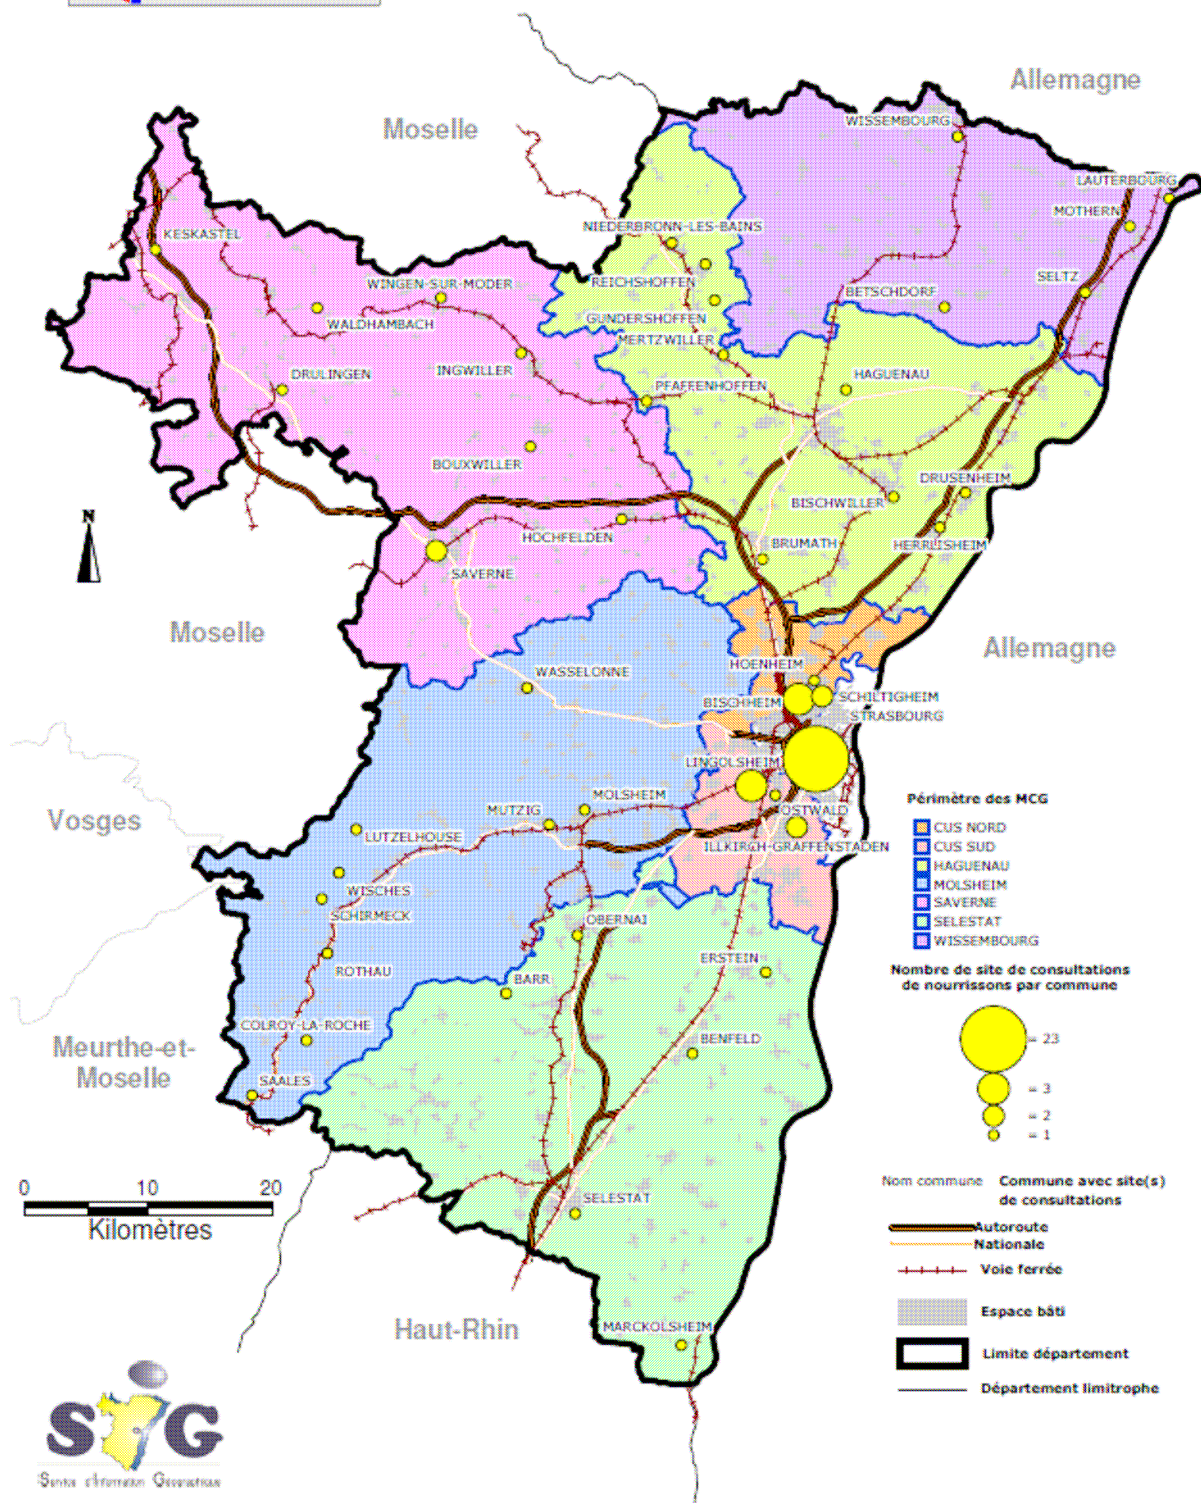 Allemagne
Moselle
WISSEMBOURG
LAUTERBOURG
MOTHERN
NIEDERBRONN-LES-BAINS
KESKASTEL
REICHSHOFFEN
WINGEN-SUR-MODER
BETSCHDORF
SELTZ
GUNDERSHOFFEN
WALDHAMBACH
MERTZWILLER
INGWILLER
DRULINGEN
HAGUENAU
PFAFFENHOFFEN
BOUXWILLER
DRUSENHEIM
BISCHWILLER
N
HOCHFELDEN
BRUMATH
HERRLISHEIM
SAVERNE
Moselle
Allemagne
HOENHEIM
WASSELONNE
BISCHHEIM
SCHILTIGHEIM
STRASBOURG
LINGOLSHEIM
MOLSHEIM
MUTZIG
OSTWALD
Vosges
LUTZELHOUSE
ILLKIRCH-GRAFFENSTADEN
WISCHES
SCHIRMECK
OBERNAI
ERSTEIN
ROTHAU
BARR
COLROY-LA-ROCHE
BENFELD
Meurthe-et-
Moselle
SAALES
SELESTAT
MARCKOLSHEIM
Haut-Rhin
0 10 20
Kilomètres
Périmètre des MCG
CUS NORD
CUS SUD
HAGUENAU
MOLSHEIM
SAVERNE
SELESTAT
WISSEMBOURG
Nombre de site de consultations
de nourrissons par commune
= 23
= 3
= 2
= 1
Nom commune Commune avec site(s)
de consultations
Autoroute
Nationale
Voie ferrée
Espace bâti
Limite département
Département limitrophe
SIG